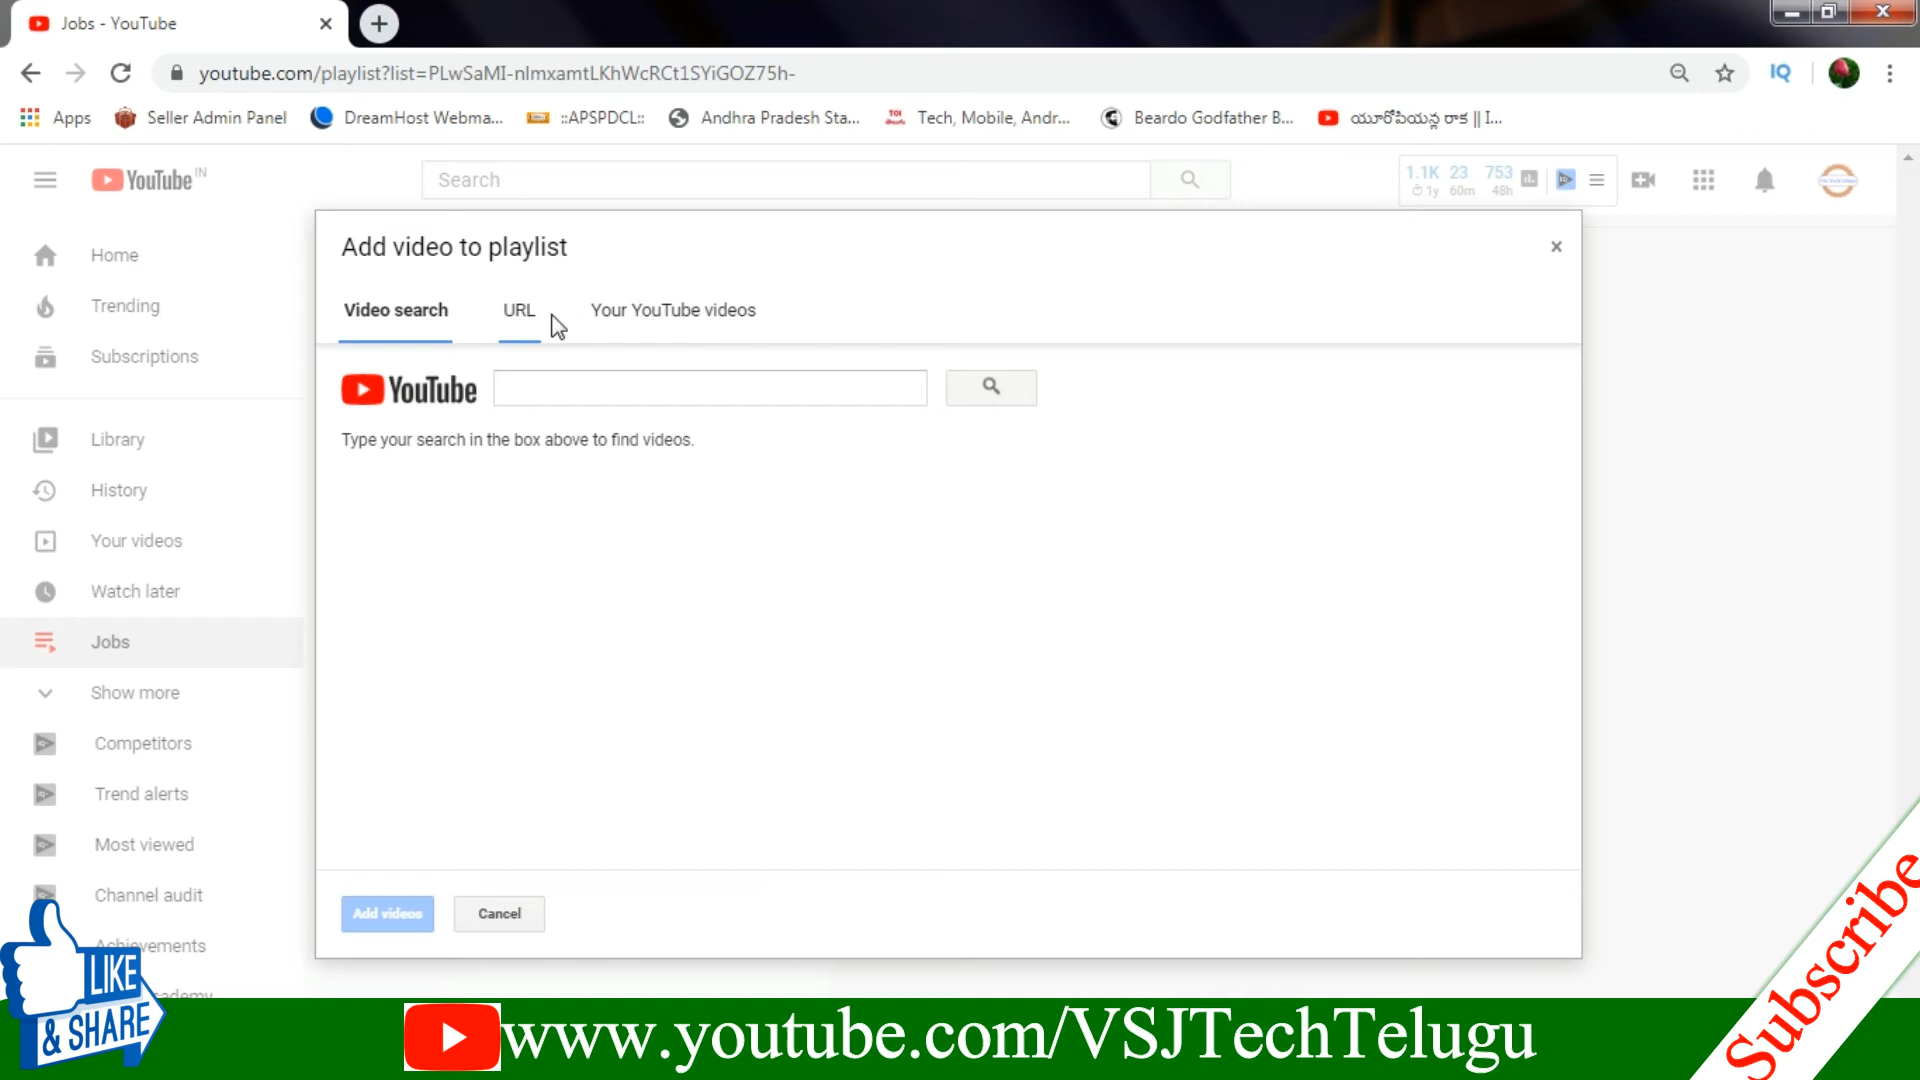 Jobs - YouTube
youtube.com/playlist?list=PLwSaMI-nlmxamtLKhWcRCt1SYiGOZ75h-
IQ
Apps
Seller Admin Panel
DreamHost Webma...
::APSPDCL::
Andhra Pradesh Sta...
TOI
Tech, Mobile, Andr...
Beardo Godfather B...
యూరోపియన్ల రాక || I...
YouTube IN
Search
1.1K 23 753
1y 60m 48h
Home
Trending
Subscriptions
Library
History
Your videos
Watch later
Jobs
Show more
Competitors
Trend alerts
Most viewed
Channel audit
Achievements
Add video to playlist
Video search
URL
Your YouTube videos
YouTube
Type your search in the box above to find videos.
Add videos
Cancel
LIKE
& SHARE
www.youtube.com/VSJTechTelugu
Subscribe